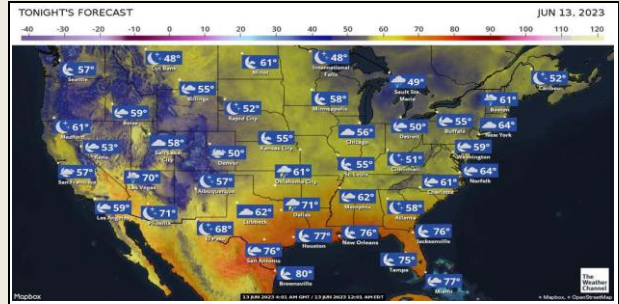 TONIGHT'S FORECAST
JUN 13, 2023
-40 -30 -20 -10 0 10 20 30 40 50 60 70 80 90 100 110 120
57°
Seattle
48°
Cut Bank
61°
Minot
48°
International Falls
49°
Sault Ste. Marie
52°
Caribou
55°
Billings
52°
Rapid City
58°
Minneapolis
61°
Boston
59°
Boise
61°
Medford
53°
Reno
58°
Salt Lake City
50°
Denver
55°
Kansas City
56°
Chicago
50°
Detroit
55°
Buffalo
64°
New York
59°
Washington
57°
San Francisco
70°
Las Vegas
57°
Albuquerque
61°
Oklahoma City
55°
St. Louis
51°
Cincinnati
64°
Norfolk
61°
Charlotte
59°
Los Angeles
71°
Phoenix
68°
El Paso
62°
Lubbock
71°
Dallas
62°
Memphis
58°
Atlanta
76°
San Antonio
77°
Houston
76°
New Orleans
76°
Jacksonville
75°
Tampa
80°
Brownsville
77°
Miami
The
Weather
Channel
Mapbox
13 JUN 2023 4:01 AM GMT / 13 JUN 2023 12:01 AM EDT
• Mapbox, • OpenStreetMap